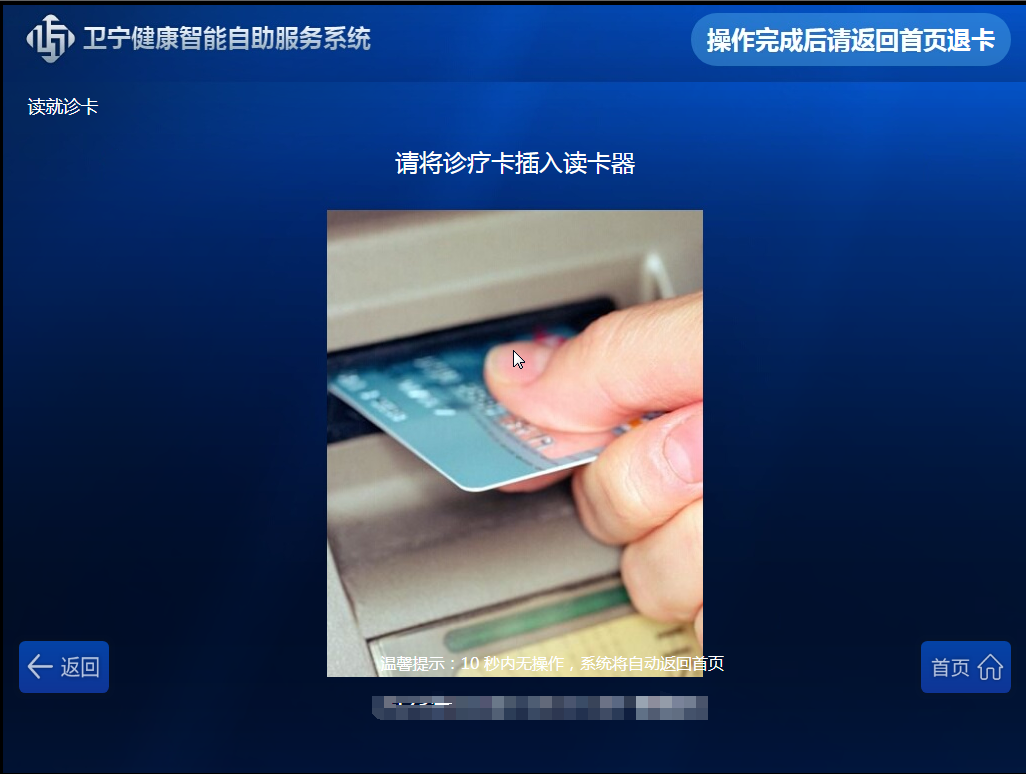 卫宁健康智能自助服务系统
操作完成后请返回首页退卡
读就诊卡
请将诊疗卡插入读卡器
温馨提示：10 秒内无操作，系统将自动返回首页
返回
首页